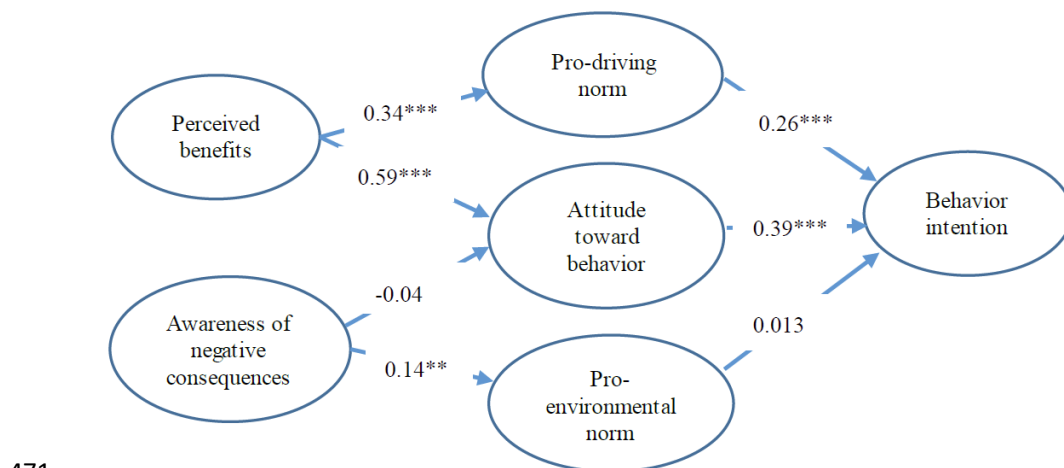 Pro-driving
norm
Perceived
benefits
0.34***
0.26***
0.59***
Attitude
toward
behavior
0.39***
Behavior
intention
-0.04
Awareness of
negative
consequences
0.14**
0.013
Pro-
environmental
norm